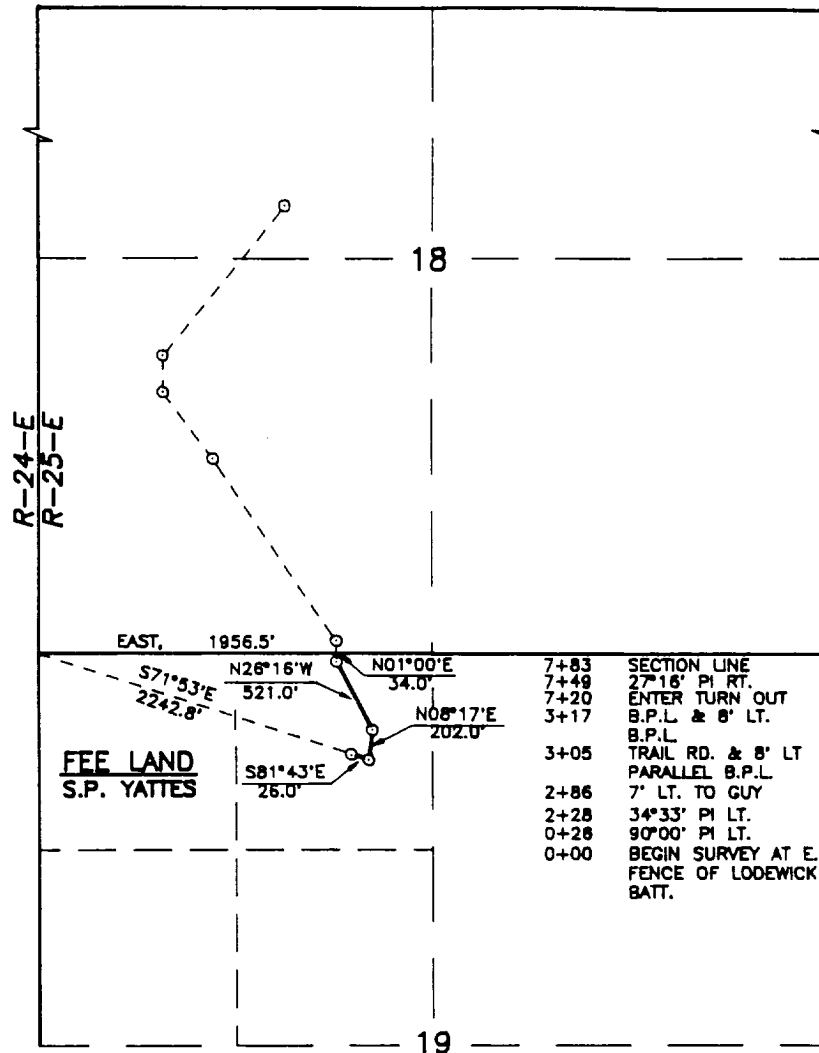 18
R-24-E
R-25-E
EAST, 1956.5'
S71°53'E
2242.8'
N26°16'W
521.0'
N01°00'E
34.0'
N08°17'E
202.0'
S81°43'E
26.0'
FEE LAND
S.P. YATTES
7+83 SECTION LINE
7+49 27°16' PI RT.
7+20 ENTER TURN OUT
3+17 B.P.L. & 8' LT.
B.P.L.
3+05 TRAIL RD. & 8' LT
PARALLEL B.P.L.
2+86 7' LT. TO GUY
2+28 34°33' PI LT.
0+26 90°00' PI LT.
0+00 BEGIN SURVEY AT E.
FENCE OF LODEWICK
BATT.
19